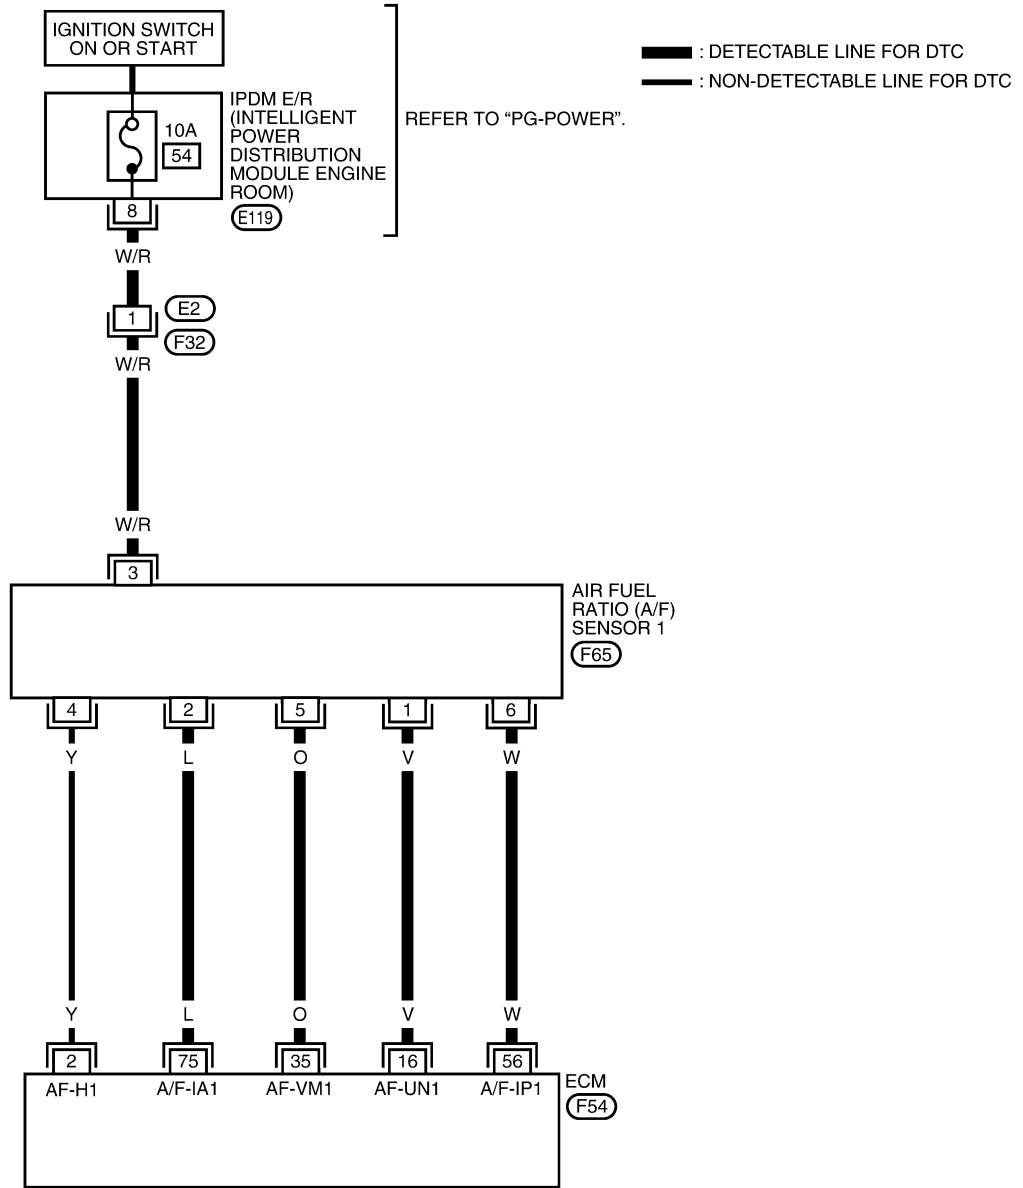 IGNITION SWITCH
ON OR START
: DETECTABLE LINE FOR DTC
: NON-DETECTABLE LINE FOR DTC
IPDM E/R
(INTELLIGENT
POWER
DISTRIBUTION
MODULE ENGINE
ROOM)
E119
10A
54
REFER TO “PG-POWER”.
8
W/R
1
E2
F32
W/R
W/R
3
AIR FUEL
RATIO (A/F)
SENSOR 1
F65
4 2 5 1 6
Y L O V W
Y L O V W
2 75 35 16 56
AF-H1 A/F-IA1 AF-VM1 AF-UN1 A/F-IP1
ECM
F54